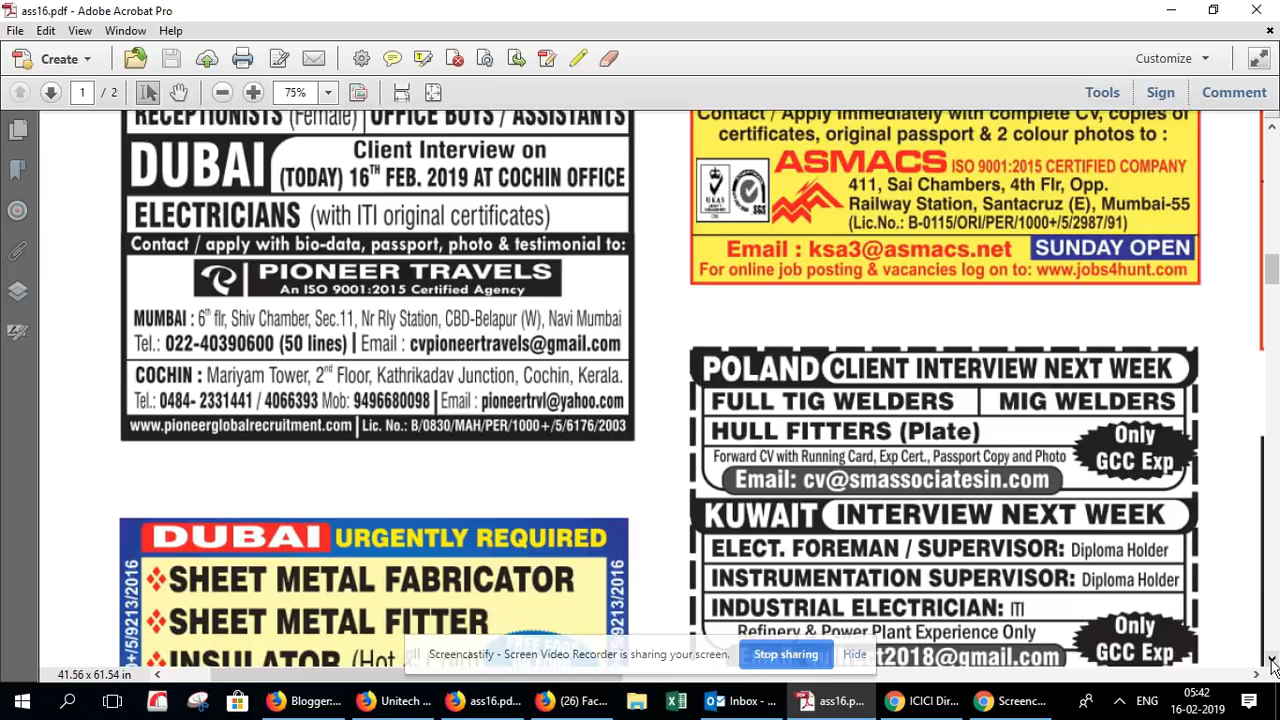 ass16.pdf - Adobe Acrobat Pro
File Edit View Window Help
Create
Customize
1 / 2
75%
Tools Sign Comment
RECEPTIONISTS (Female) OFFICE BOYS / ASSISTANTS
DUBAI
Client Interview on
(TODAY) 16TH FEB. 2019 AT COCHIN OFFICE
ELECTRICIANS (with ITI original certificates)
Contact / apply with bio-data, passport, photo & testimonial to:
PIONEER TRAVELS
An ISO 9001:2015 Certified Agency
MUMBAI : 6th flr, Shiv Chamber, Sec.11, Nr Rly Station, CBD-Belapur (W), Navi Mumbai
Tel.: 022-40390600 (50 lines) | Email : cvpioneertravels@gmail.com
COCHIN : Mariyam Tower, 2nd Floor, Kathrikadav Junction, Cochin, Kerala.
Tel.: 0484- 2331441 / 4066393 Mob: 9496680098 | Email : pioneertrvl@yahoo.com
www.pioneerglobalrecruitment.com | Lic. No.: B/0830/MAH/PER/1000+/5/6176/2003
DUBAI URGENTLY REQUIRED
SHEET METAL FABRICATOR
SHEET METAL FITTER
INSULATOR (Hot
+/5/9213/2016
9213/2016
Contact / Apply immediately with complete CV, copies of
certificates, original passport & 2 colour photos to :
UKAS
SGS
ASMACS ISO 9001:2015 CERTIFIED COMPANY
411, Sai Chambers, 4th Flr, Opp.
Railway Station, Santacruz (E), Mumbai-55
(Lic.No.: B-0115/ORI/PER/1000+/5/2987/91)
Email : ksa3@asmacs.net SUNDAY OPEN
For online job posting & vacancies log on to: www.jobs4hunt.com
POLAND CLIENT INTERVIEW NEXT WEEK
FULL TIG WELDERS MIG WELDERS
HULL FITTERS (Plate)
Only
GCC Exp
Forward CV with Running Card, Exp Cert., Passport Copy and Photo
Email: cv@smassociatesin.com
KUWAIT INTERVIEW NEXT WEEK
ELECT. FOREMAN / SUPERVISOR: Diploma Holder
INSTRUMENTATION SUPERVISOR: Diploma Holder
INDUSTRIAL ELECTRICIAN: ITI
Refinery & Power Plant Experience Only
Only
GCC Exp
2018@gmail.com
Screencastify - Screen Video Recorder is sharing your screen. Stop sharing Hide
41.56 x 61.54 in
Blogger:... Unitech ... ass16.pd... (26) Fac... Inbox - ... ass16.p... ICICI Dir... Screenc... ENG
05:42
16-02-2019